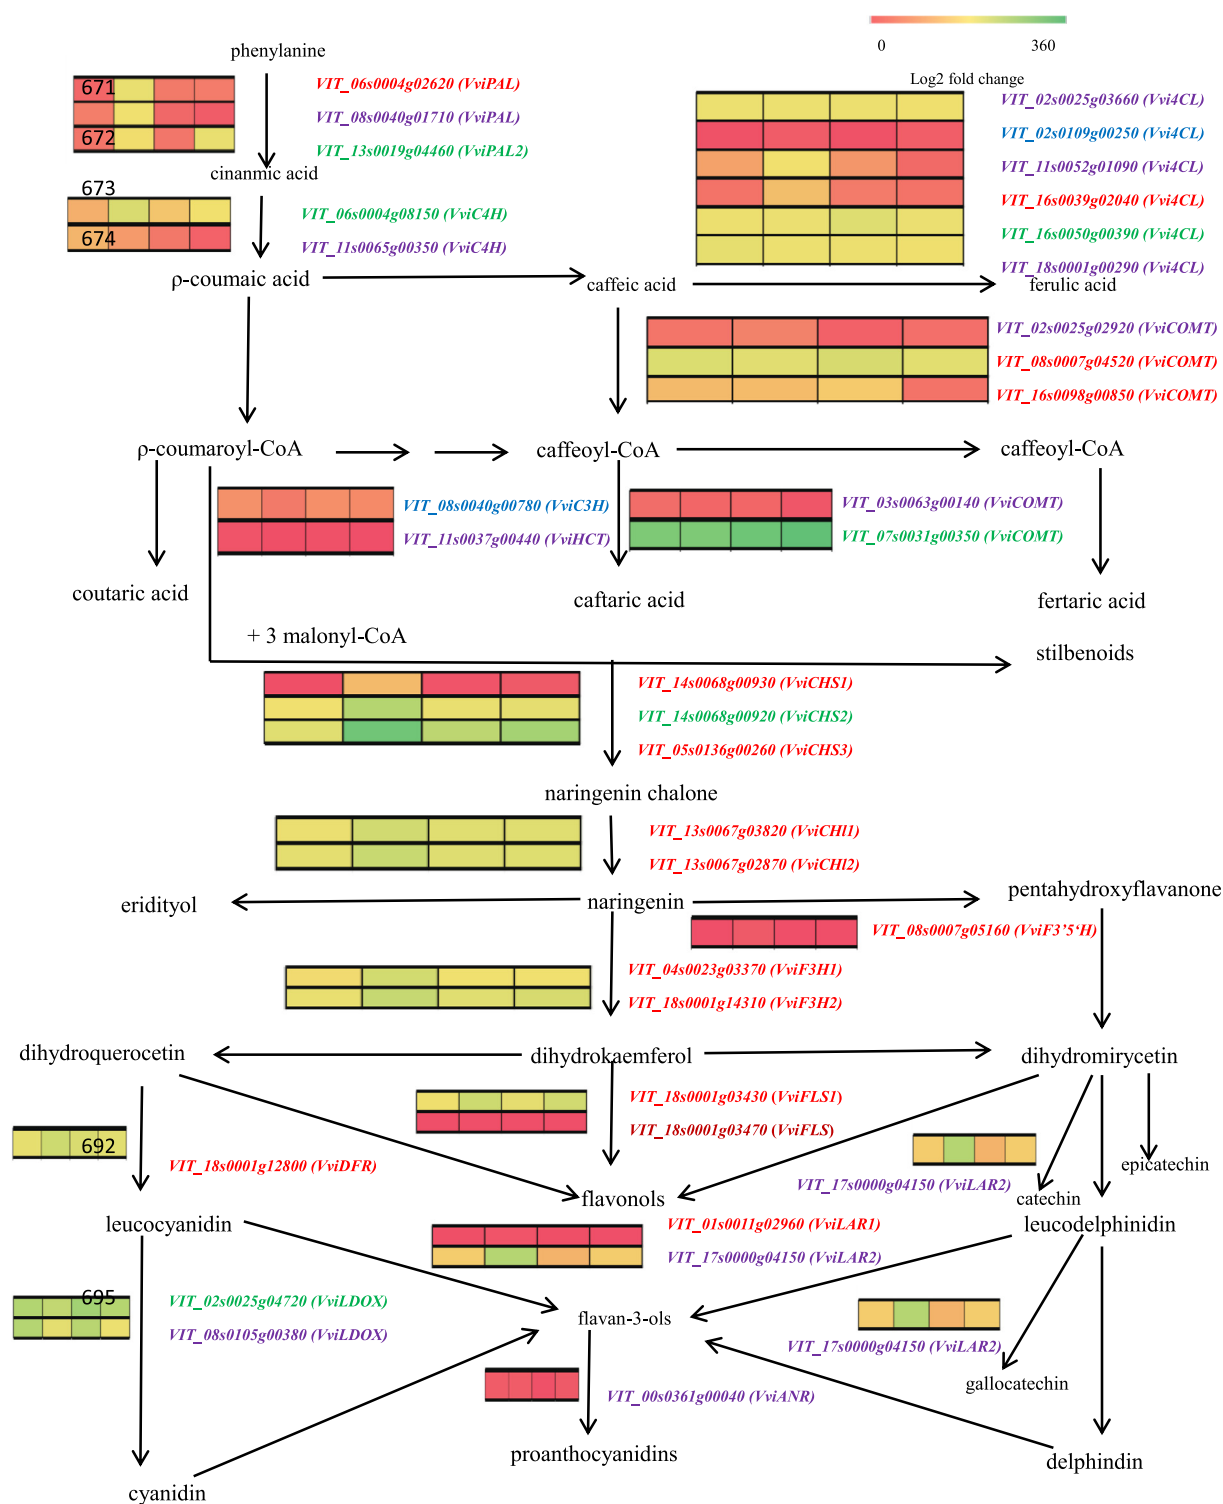 0 360
Log2 fold change
phenylanine
671
672
VIT_06s0004g02620 (VviPAL)
VIT_08s0040g01710 (VviPAL)
VIT_13s0019g04460 (VviPAL2)
cinanmic acid
673
674
VIT_06s0004g08150 (VviC4H)
VIT_11s0065g00350 (VviC4H)
VIT_02s0025g03660 (Vvi4CL)
VIT_02s0109g00250 (Vvi4CL)
VIT_11s0052g01090 (Vvi4CL)
VIT_16s0039g02040 (Vvi4CL)
VIT_16s0050g00390 (Vvi4CL)
VIT_18s0001g00290 (Vvi4CL)
ρ-coumaic acid
caffeic acid
ferulic acid
VIT_02s0025g02920 (VviCOMT)
VIT_08s0007g04520 (VviCOMT)
VIT_16s0098g00850 (VviCOMT)
ρ-coumaroyl-CoA
caffeoyl-CoA
caffeoyl-CoA
VIT_08s0040g00780 (VviC3H)
VIT_11s0037g00440 (VviHCT)
VIT_03s0063g00140 (VviCOMT)
VIT_07s0031g00350 (VviCOMT)
coutaric acid
caftaric acid
fertaric acid
+ 3 malonyl-CoA
stilbenoids
VIT_14s0068g00930 (VviCHS1)
VIT_14s0068g00920 (VviCHS2)
VIT_05s0136g00260 (VviCHS3)
naringenin chalone
VIT_13s0067g03820 (VviCHI1)
VIT_13s0067g02870 (VviCHI2)
eridityol
naringenin
pentahydroxyflavanone
VIT_08s0007g05160 (VviF3’5‘H)
VIT_04s0023g03370 (VviF3H1)
VIT_18s0001g14310 (VviF3H2)
dihydroquerocetin
dihydrokaemferol
dihydromirycetin
VIT_18s0001g03430 (VviFLS1)
VIT_18s0001g03470 (VviFLS)
692
VIT_18s0001g12800 (VviDFR)
VIT_17s0000g04150 (VviLAR2)
epicatechin
catechin
flavonols
leucocyanidin
leucodelphinidin
VIT_01s0011g02960 (VviLAR1)
VIT_17s0000g04150 (VviLAR2)
695
VIT_02s0025g04720 (VviLDOX)
VIT_08s0105g00380 (VviLDOX)
flavan-3-ols
VIT_17s0000g04150 (VviLAR2)
gallocatechin
VIT_00s0361g00040 (VviANR)
proanthocyanidins
delphindin
cyanidin